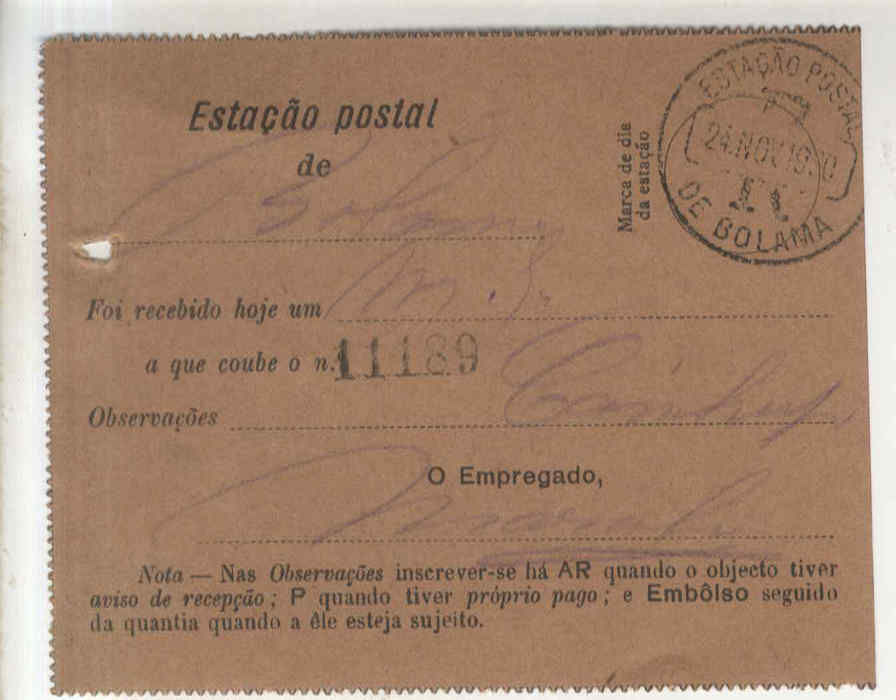 Estação postal
de
Bolama
Marca de dia
da estação
ESTAÇÃO POSTAL
24.NOV.19
DE BOLAMA
Foi recebido hoje um
a que coube o n. 11189
Observações
O Empregado,
Nota — Nas Observações inscrever-se há AR quando o objecto tiver
aviso de recepção; P quando tiver próprio pago; e Embôlso seguido
da quantia quando a êle esteja sujeito.